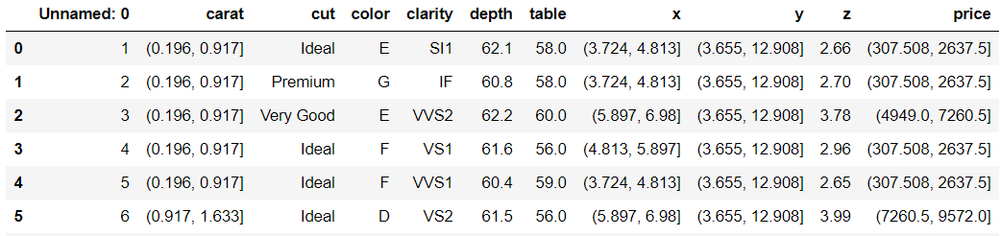 Unnamed: 0 carat cut color clarity depth table x y z price
0 1 (0.196, 0.917] Ideal E SI1 62.1 58.0 (3.724, 4.813] (3.655, 12.908] 2.66 (307.508, 2637.5]
1 2 (0.196, 0.917] Premium G IF 60.8 58.0 (3.724, 4.813] (3.655, 12.908] 2.70 (307.508, 2637.5]
2 3 (0.196, 0.917] Very Good E VVS2 62.2 60.0 (5.897, 6.98] (3.655, 12.908] 3.78 (4949.0, 7260.5]
3 4 (0.196, 0.917] Ideal F VS1 61.6 56.0 (4.813, 5.897] (3.655, 12.908] 2.96 (307.508, 2637.5]
4 5 (0.196, 0.917] Ideal F VVS1 60.4 59.0 (3.724, 4.813] (3.655, 12.908] 2.65 (307.508, 2637.5]
5 6 (0.917, 1.633] Ideal D VS2 61.5 56.0 (5.897, 6.98] (3.655, 12.908] 3.99 (7260.5, 9572.0]